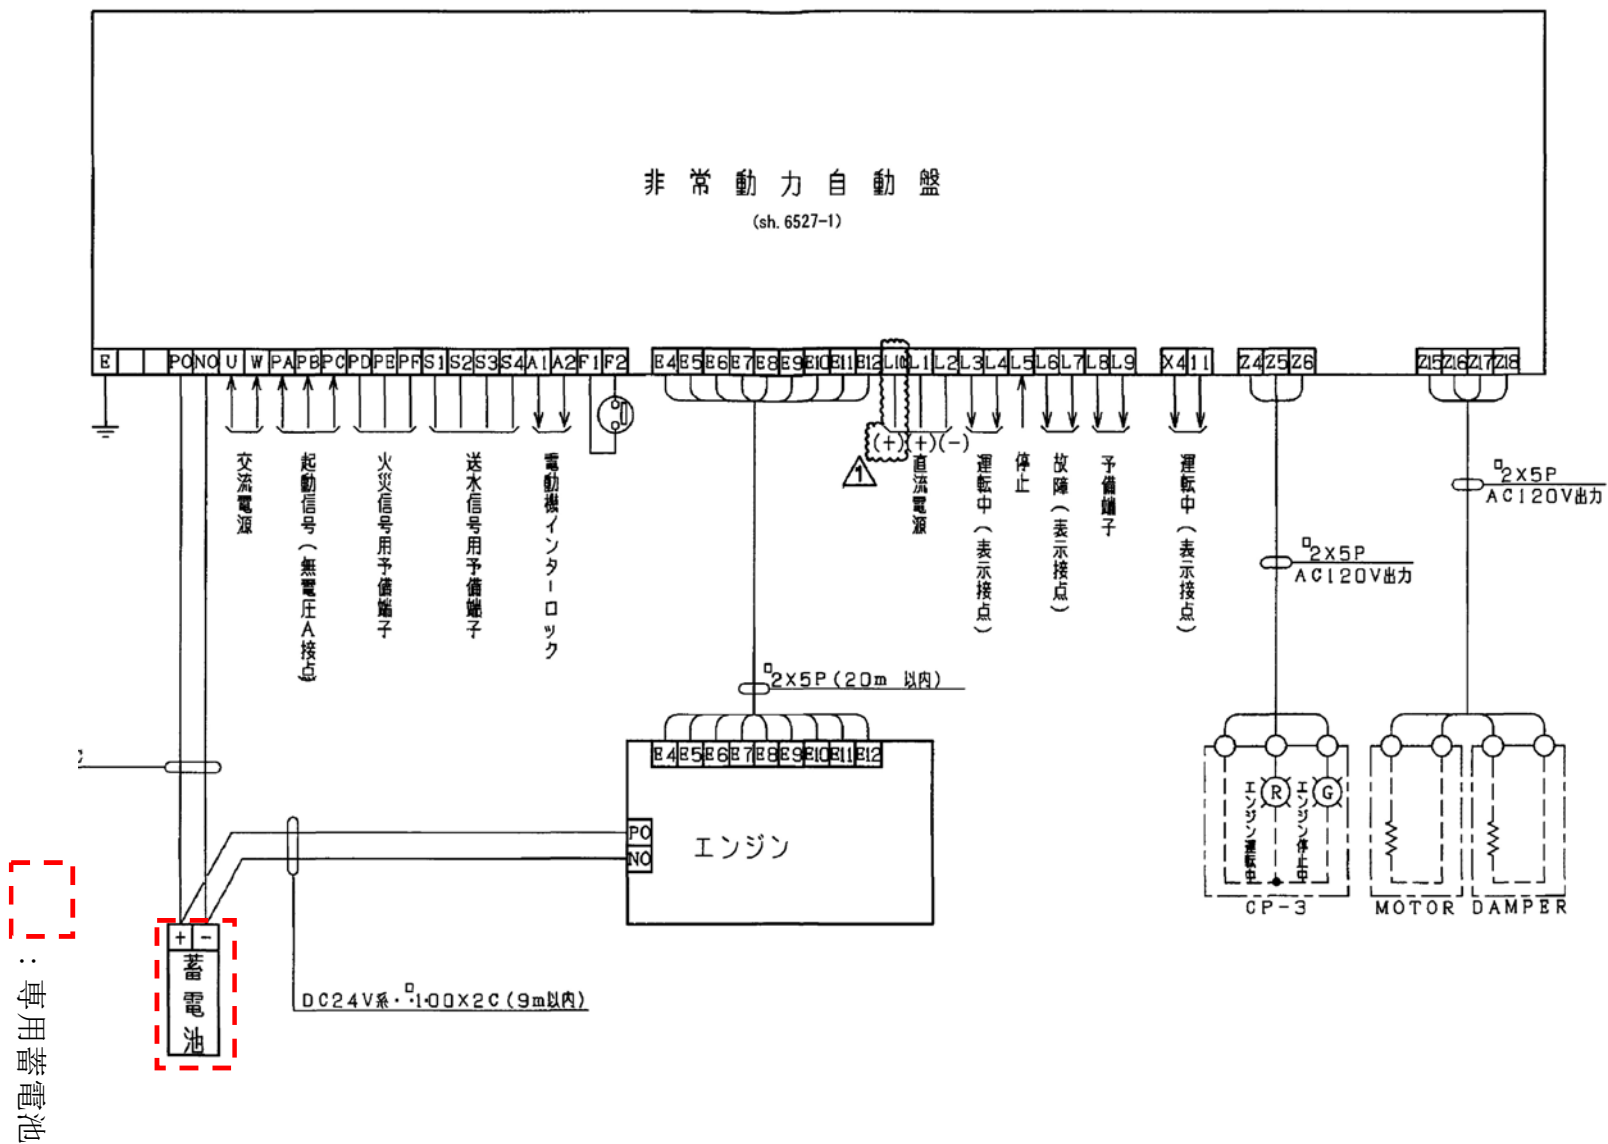 非常動力自動盤
(sh. 6527-1)
E PO NO U W PA PB PC PD PE PF S1 S2 S3 S4 A1 A2 F1 F2 E4 E5 E6 E7 E8 E9 E10 E11 E12 L10 L1 L2 L3 L4 L5 L6 L7 L8 L9 X4 11 Z4 Z5 Z6 Z15 Z16 Z17 Z18
(+) (+) (-)
1
交流電源
起動信号(無電圧A接点)
火災信号用予備端子
送水信号用予備端子
電動機インターロック
直流電源
運転中(表示接点)
停止
故障(表示接点)
予備端子
運転中(表示接点)
□2X5P
AC120V出力
□2X5P
AC120V出力
□2X5P(20m 以内)
E4 E5 E6 E7 E8 E9 E10 E11 E12
PO
NO
エンジン
エンジン運転中
R
エンジン停止中
G
CP-3
MOTOR
DAMPER
+ -
蓄電池
DC24V系・□100X2C(9m以内)
:専用蓄電池